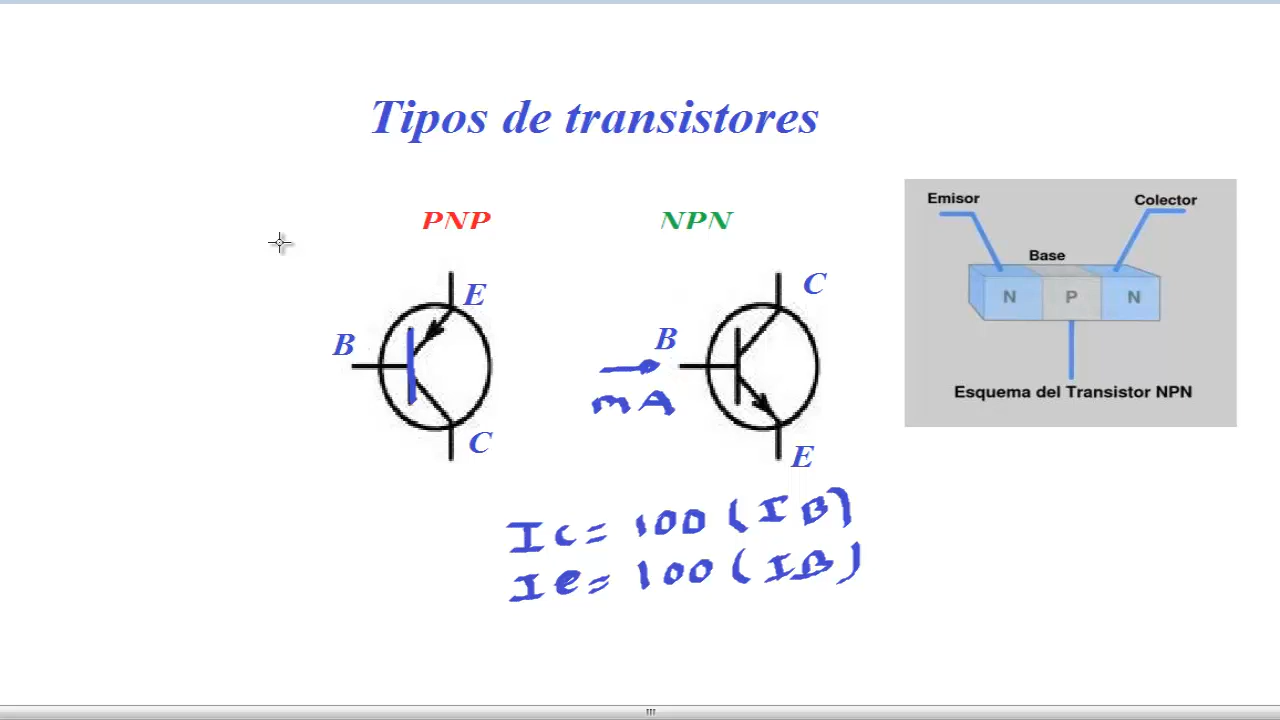 Tipos de transistores
PNP
NPN
E
B
C
C
B
mA
E
Ic = 100 (IB)
Ie = 100 (IB)
Emisor
Colector
Base
N P N
Esquema del Transistor NPN